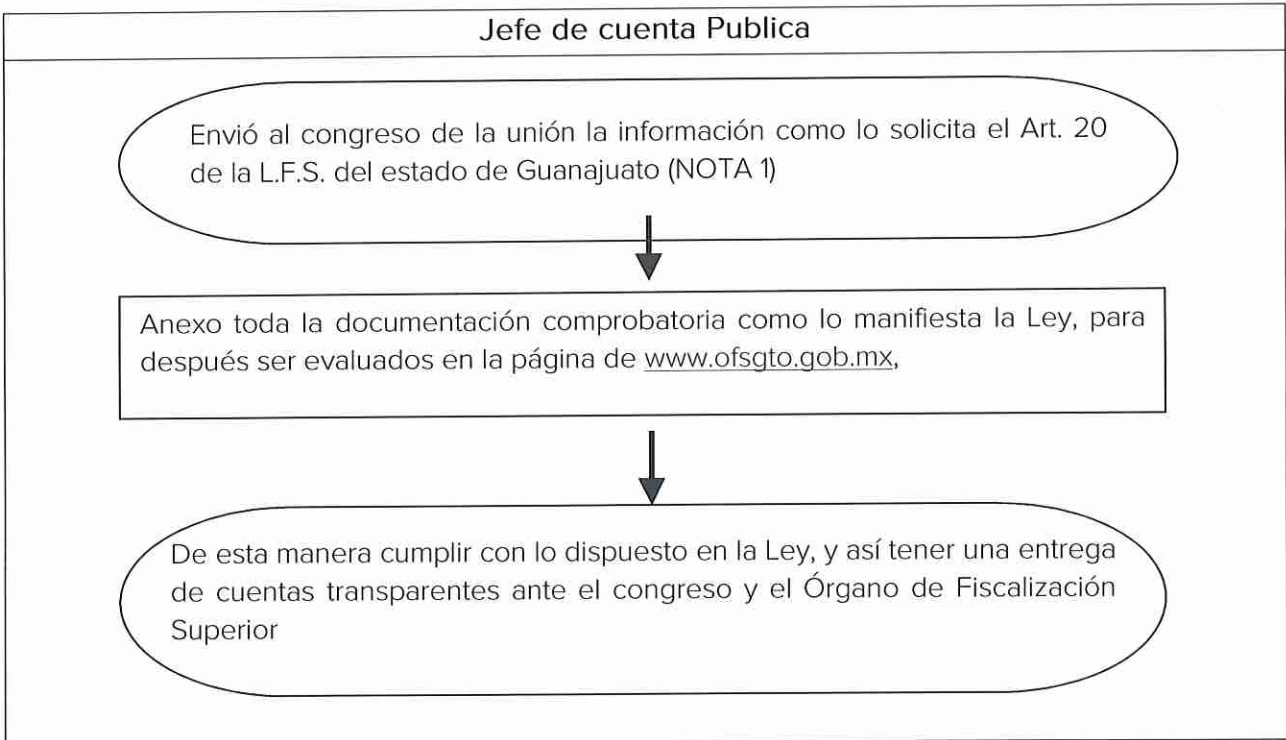 Jefe de cuenta Publica
Envió al congreso de la unión la información como lo solicita el Art. 20
de la L.F.S. del estado de Guanajuato (NOTA 1)
Anexo toda la documentación comprobatoria como lo manifiesta la Ley, para
después ser evaluados en la página de www.ofsgto.gob.mx,
De esta manera cumplir con lo dispuesto en la Ley, y así tener una entrega
de cuentas transparentes ante el congreso y el Órgano de Fiscalización
Superior